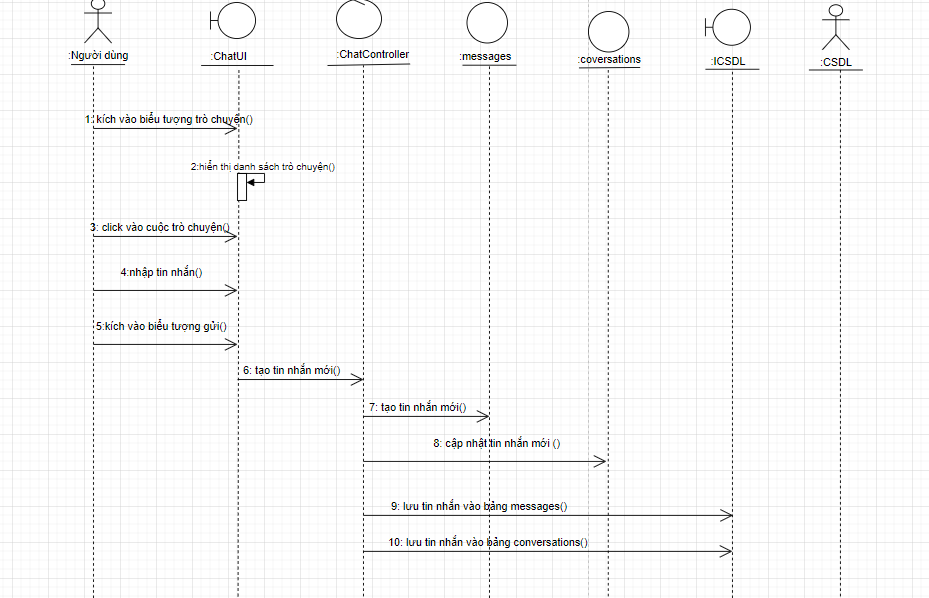 :Người dùng
:ChatUI
:ChatController
:messages
:coversations
:ICSDL
:CSDL
1: kích vào biểu tượng trò chuyện()
2:hiển thị danh sách trò chuyện()
3: click vào cuộc trò chuyện()
4:nhập tin nhắn()
5:kích vào biểu tượng gửi()
6: tạo tin nhắn mới()
7: tạo tin nhắn mới()
8: cập nhật tin nhắn mới ()
9: lưu tin nhắn vào bảng messages()
10: lưu tin nhắn vào bảng conversations()